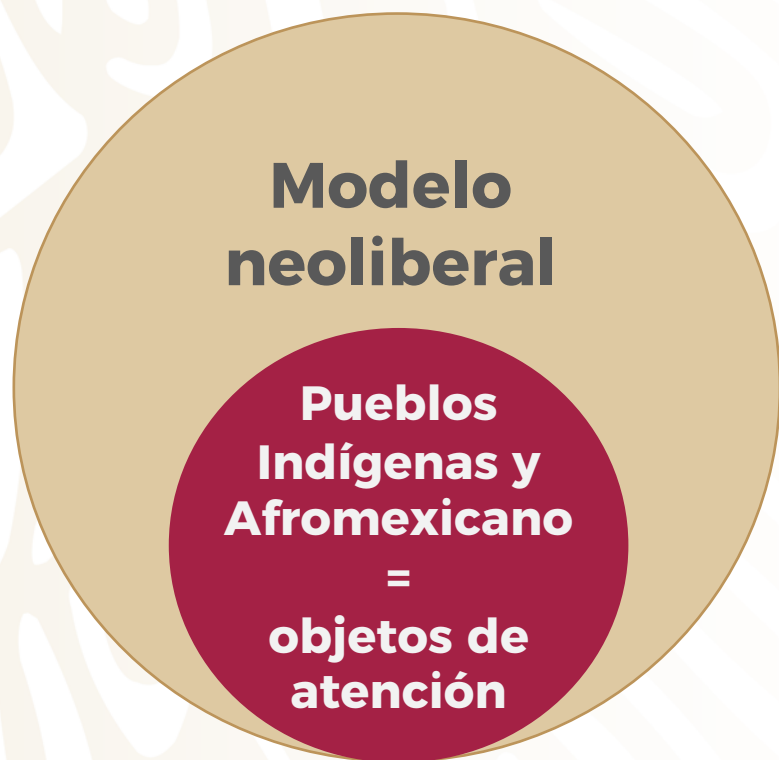 Modelo
neoliberal
Pueblos
Indígenas y
Afromexicano
=
objetos de
atención